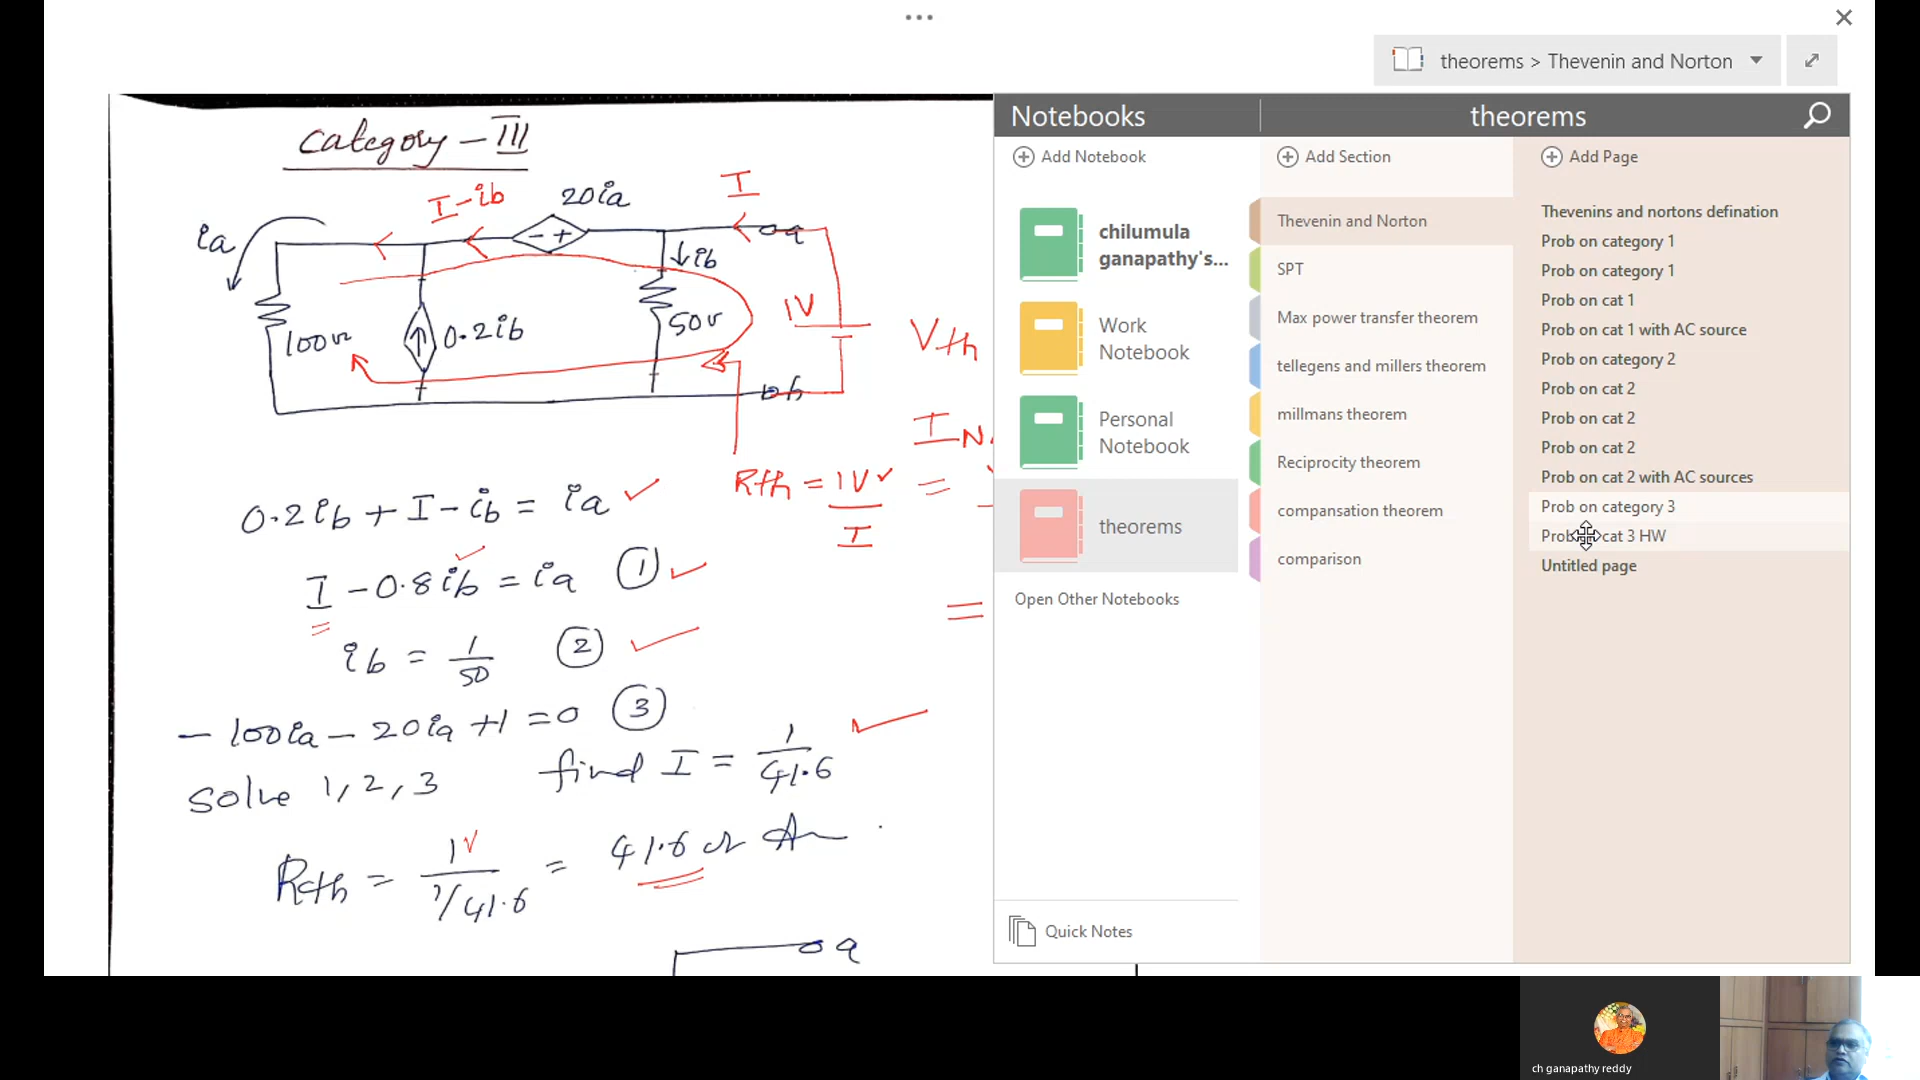 theorems > Thevenin and Norton
Category - III
I - ib
20ia
I
ia
- +
a
ib
100Ω
0.2ib
50Ω
1V
Vth
b
IN
0.2ib + I - ib = ia
Rth = 1V =
I
I - 0.8ib = ia 1
=
ib = 1/50 2
- 100ia - 20ia + 1 = 0 3
solve 1, 2, 3 find I = 1/41.6
Rth = 1V / 1/41.6 = 41.6 Ω
a
Notebooks
theorems
Add Notebook
Add Section
Add Page
chilumula
ganapathy's...
Work
Notebook
Personal
Notebook
theorems
Open Other Notebooks
Quick Notes
Thevenin and Norton
SPT
Max power transfer theorem
tellegens and millers theorem
millmans theorem
Reciprocity theorem
compansation theorem
comparison
Thevenins and nortons defination
Prob on category 1
Prob on category 1
Prob on cat 1
Prob on cat 1 with AC source
Prob on category 2
Prob on cat 2
Prob on cat 2
Prob on cat 2
Prob on cat 2 with AC sources
Prob on category 3
Prob cat 3 HW
Untitled page
ch ganapathy reddy